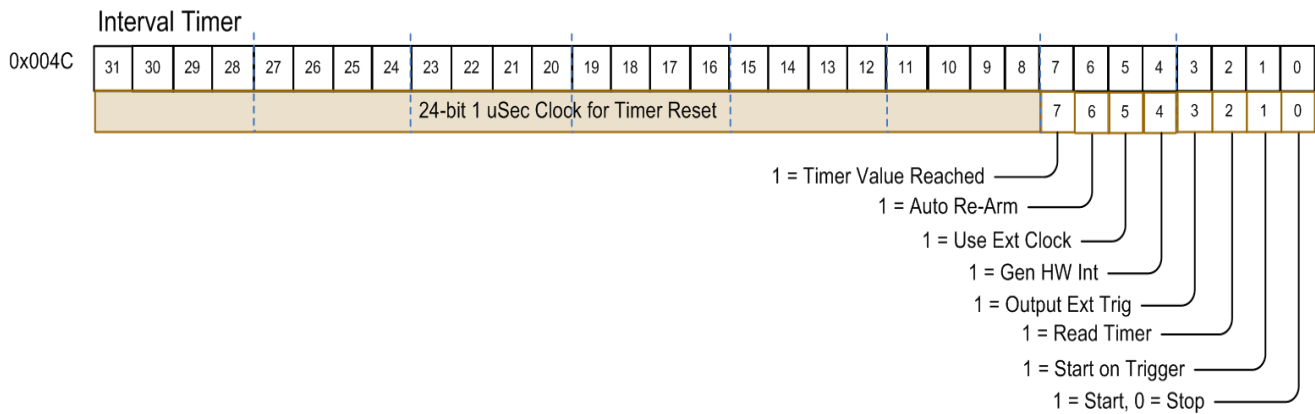 Interval Timer
0x004C 31 30 29 28 27 26 25 24 23 22 21 20 19 18 17 16 15 14 13 12 11 10 9 8 7 6 5 4 3 2 1 0
24-bit 1 uSec Clock for Timer Reset 7 6 5 4 3 2 1 0
1 = Timer Value Reached
1 = Auto Re-Arm
1 = Use Ext Clock
1 = Gen HW Int
1 = Output Ext Trig
1 = Read Timer
1 = Start on Trigger
1 = Start, 0 = Stop